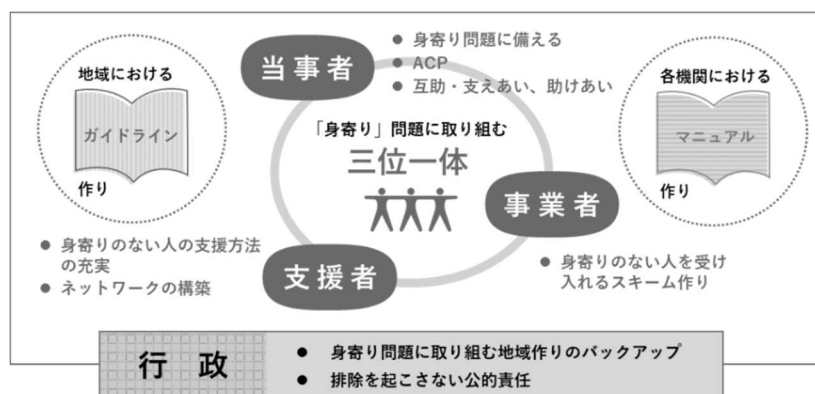 地域における
ガイドライン
作り
当事者
● 身寄り問題に備える
● ACP
● 互助・支えあい、助けあい
各機関における
マニュアル
作り
「身寄り」問題に取り組む
三位一体
事業者
支援者
● 身寄りのない人の支援方法
の充実
● ネットワークの構築
● 身寄りのない人を受け
入れるスキーム作り
行 政
● 身寄り問題に取り組む地域作りのバックアップ
● 排除を起こさない公的責任